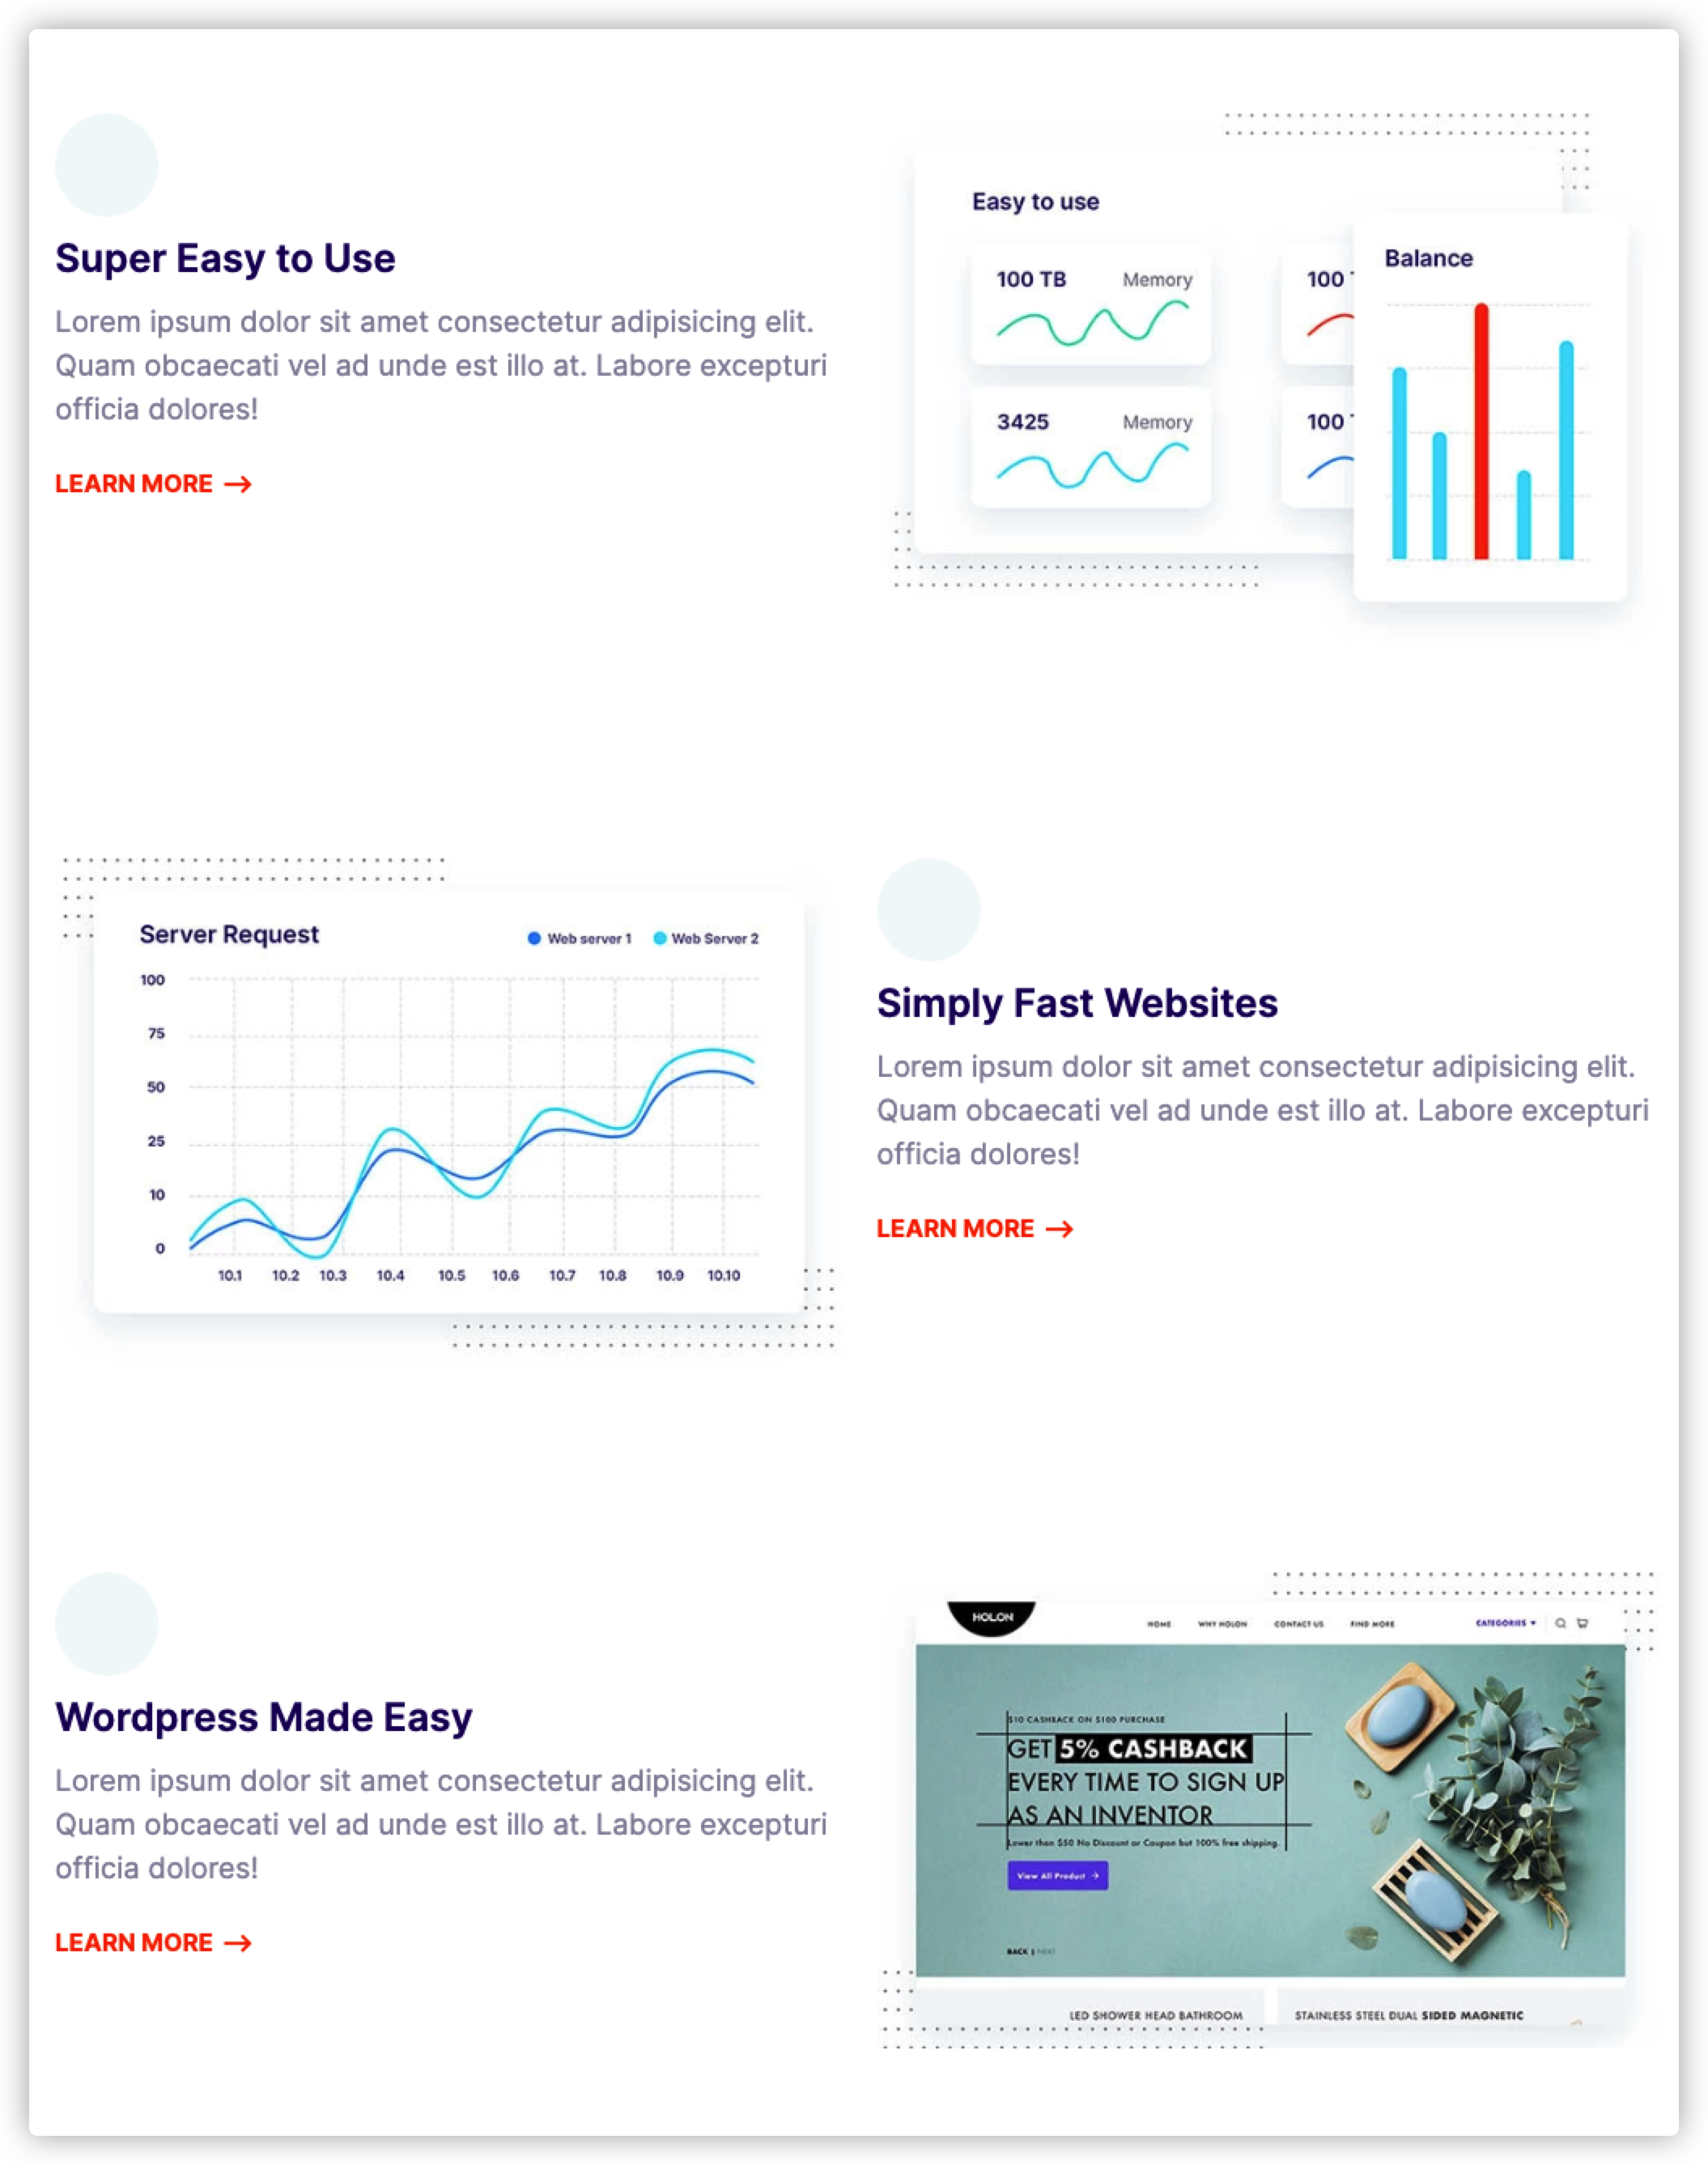 Super Easy to Use
Lorem ipsum dolor sit amet consectetur adipisicing elit.
Quam obcaecati vel ad unde est illo at. Labore excepturi
officia dolores!
LEARN MORE →
Easy to use
100 TB Memory
100
3425 Memory
100
Balance
Server Request
Web server 1 Web Server 2
100
75
50
25
10
0
10.1 10.2 10.3 10.4 10.5 10.6 10.7 10.8 10.9 10.10
Simply Fast Websites
Lorem ipsum dolor sit amet consectetur adipisicing elit.
Quam obcaecati vel ad unde est illo at. Labore excepturi
officia dolores!
LEARN MORE →
Wordpress Made Easy
Lorem ipsum dolor sit amet consectetur adipisicing elit.
Quam obcaecati vel ad unde est illo at. Labore excepturi
officia dolores!
LEARN MORE →
HOLON
HOME WHY HOLON CONTACT US FIND MORE CATEGORIES
$10 CASHBACK ON $100 PURCHASE
GET 5% CASHBACK
EVERY TIME TO SIGN UP
AS AN INVENTOR
Lower than $50 No Discount or Coupon but 100% free shipping.
View All Product →
BACK | NEXT
LED SHOWER HEAD BATHROOM
STAINLESS STEEL DUAL SIDED MAGNETIC